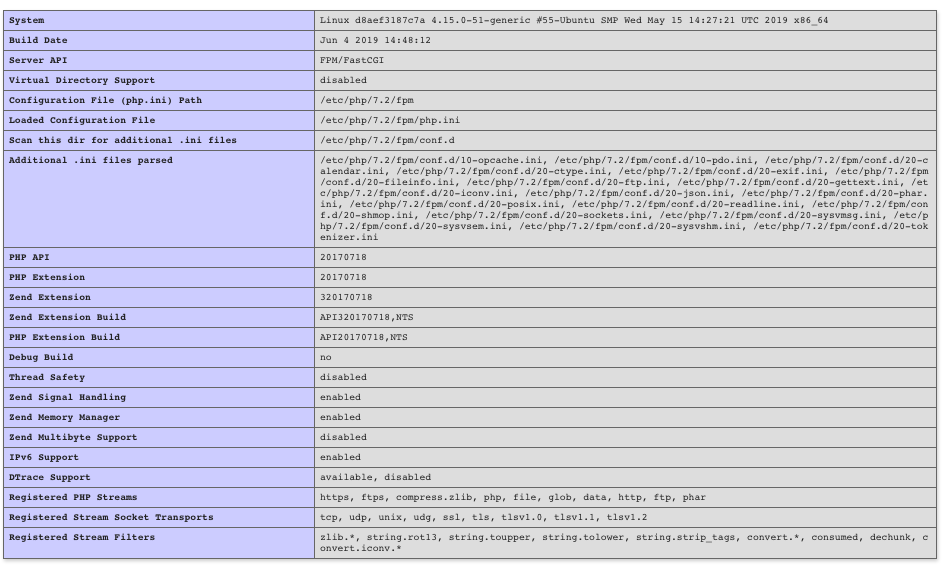 System Linux d8aef3187c7a 4.15.0-51-generic #55-Ubuntu SMP Wed May 15 14:27:21 UTC 2019 x86_64
Build Date Jun 4 2019 14:48:12
Server API FPM/FastCGI
Virtual Directory Support disabled
Configuration File (php.ini) Path /etc/php/7.2/fpm
Loaded Configuration File /etc/php/7.2/fpm/php.ini
Scan this dir for additional .ini files /etc/php/7.2/fpm/conf.d
Additional .ini files parsed /etc/php/7.2/fpm/conf.d/10-opcache.ini, /etc/php/7.2/fpm/conf.d/10-pdo.ini, /etc/php/7.2/fpm/conf.d/20-c
alendar.ini, /etc/php/7.2/fpm/conf.d/20-ctype.ini, /etc/php/7.2/fpm/conf.d/20-exif.ini, /etc/php/7.2/fpm
/conf.d/20-fileinfo.ini, /etc/php/7.2/fpm/conf.d/20-ftp.ini, /etc/php/7.2/fpm/conf.d/20-gettext.ini, /et
c/php/7.2/fpm/conf.d/20-iconv.ini, /etc/php/7.2/fpm/conf.d/20-json.ini, /etc/php/7.2/fpm/conf.d/20-phar.
ini, /etc/php/7.2/fpm/conf.d/20-posix.ini, /etc/php/7.2/fpm/conf.d/20-readline.ini, /etc/php/7.2/fpm/con
f.d/20-shmop.ini, /etc/php/7.2/fpm/conf.d/20-sockets.ini, /etc/php/7.2/fpm/conf.d/20-sysvmsg.ini, /etc/p
hp/7.2/fpm/conf.d/20-sysvsem.ini, /etc/php/7.2/fpm/conf.d/20-sysvshm.ini, /etc/php/7.2/fpm/conf.d/20-tok
enizer.ini
PHP API 20170718
PHP Extension 20170718
Zend Extension 320170718
Zend Extension Build API320170718,NTS
PHP Extension Build API20170718,NTS
Debug Build no
Thread Safety disabled
Zend Signal Handling enabled
Zend Memory Manager enabled
Zend Multibyte Support disabled
IPv6 Support enabled
DTrace Support available, disabled
Registered PHP Streams https, ftps, compress.zlib, php, file, glob, data, http, ftp, phar
Registered Stream Socket Transports tcp, udp, unix, udg, ssl, tls, tlsv1.0, tlsv1.1, tlsv1.2
Registered Stream Filters zlib.*, string.rot13, string.toupper, string.tolower, string.strip_tags, convert.*, consumed, dechunk, c
onvert.iconv.*